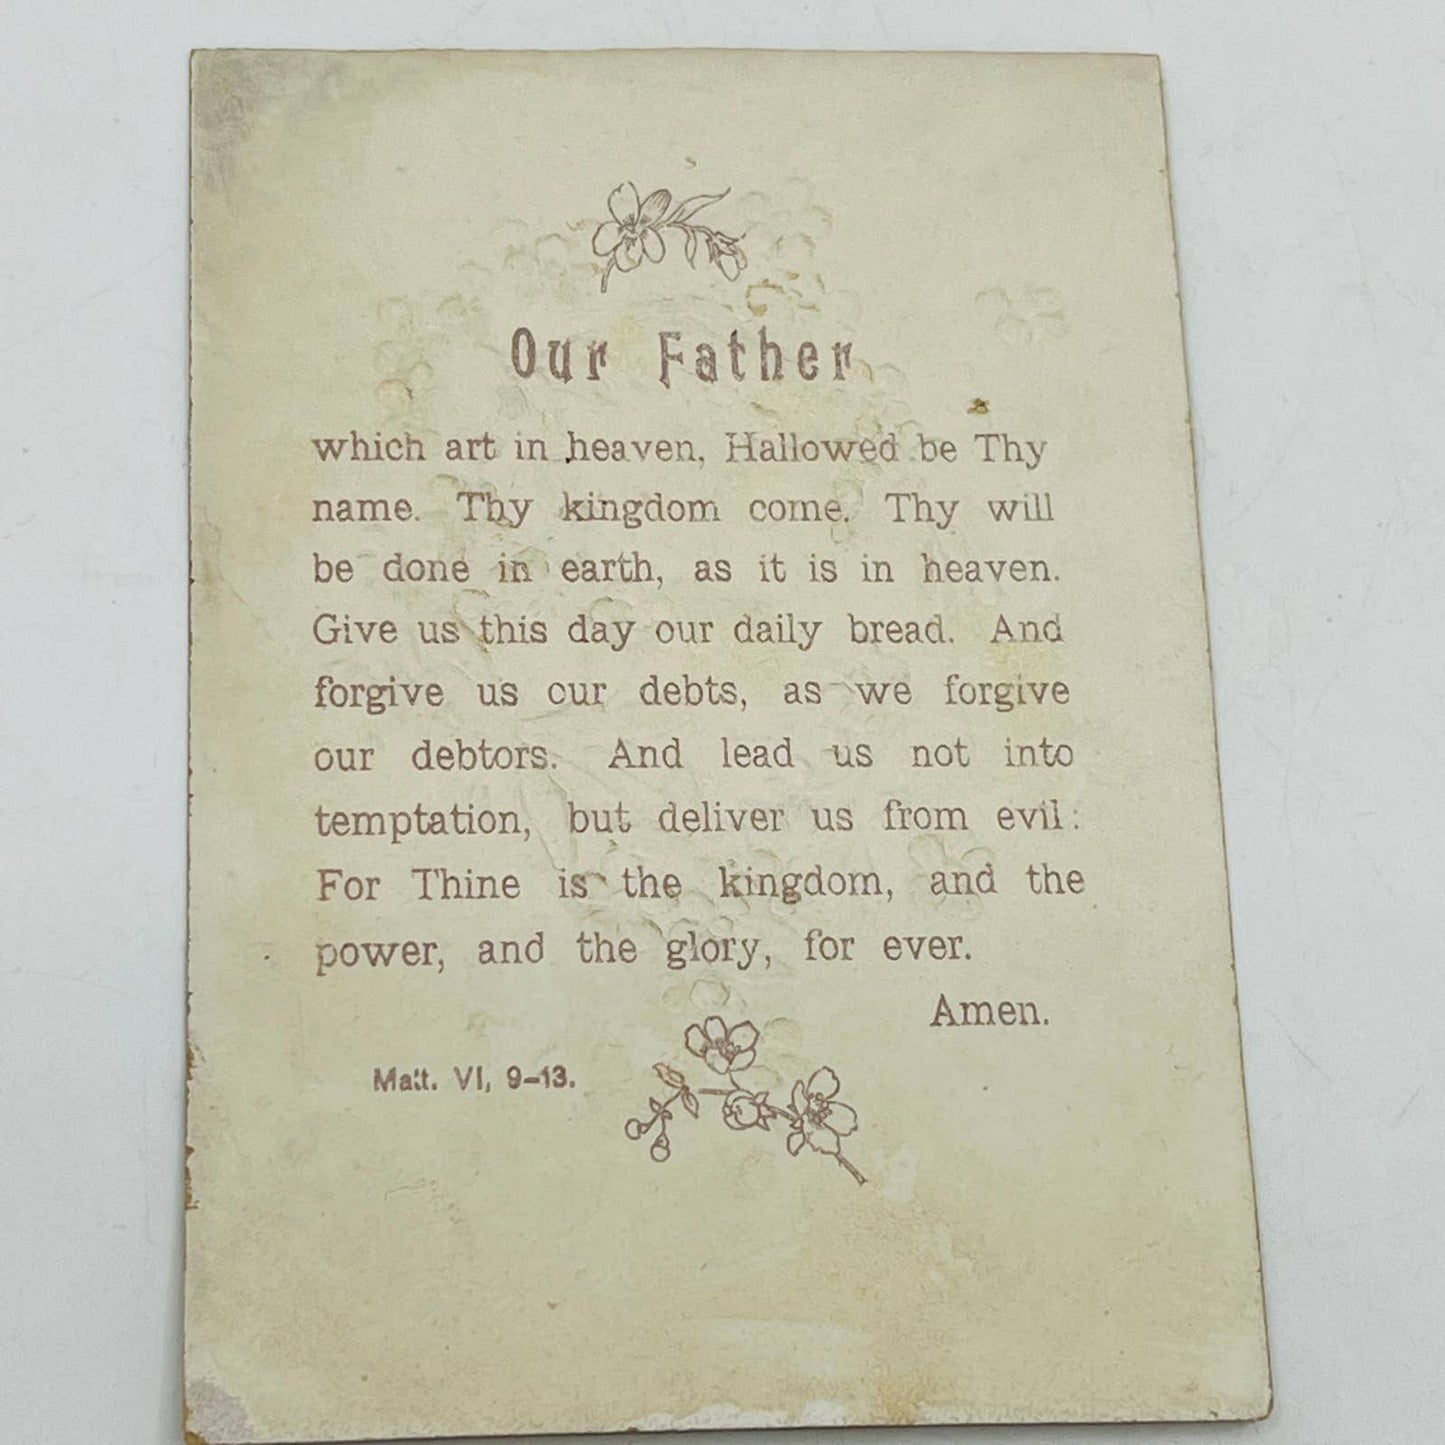 Our Father
which art in heaven, Hallowed be Thy
name. Thy kingdom come. Thy will
be done in earth, as it is in heaven.
Give us this day our daily bread. And
forgive us our debts, as we forgive
our debtors. And lead us not into
temptation, but deliver us from evil:
For Thine is the kingdom, and the
power, and the glory, for ever.
Amen.
Matt. VI, 9–13.